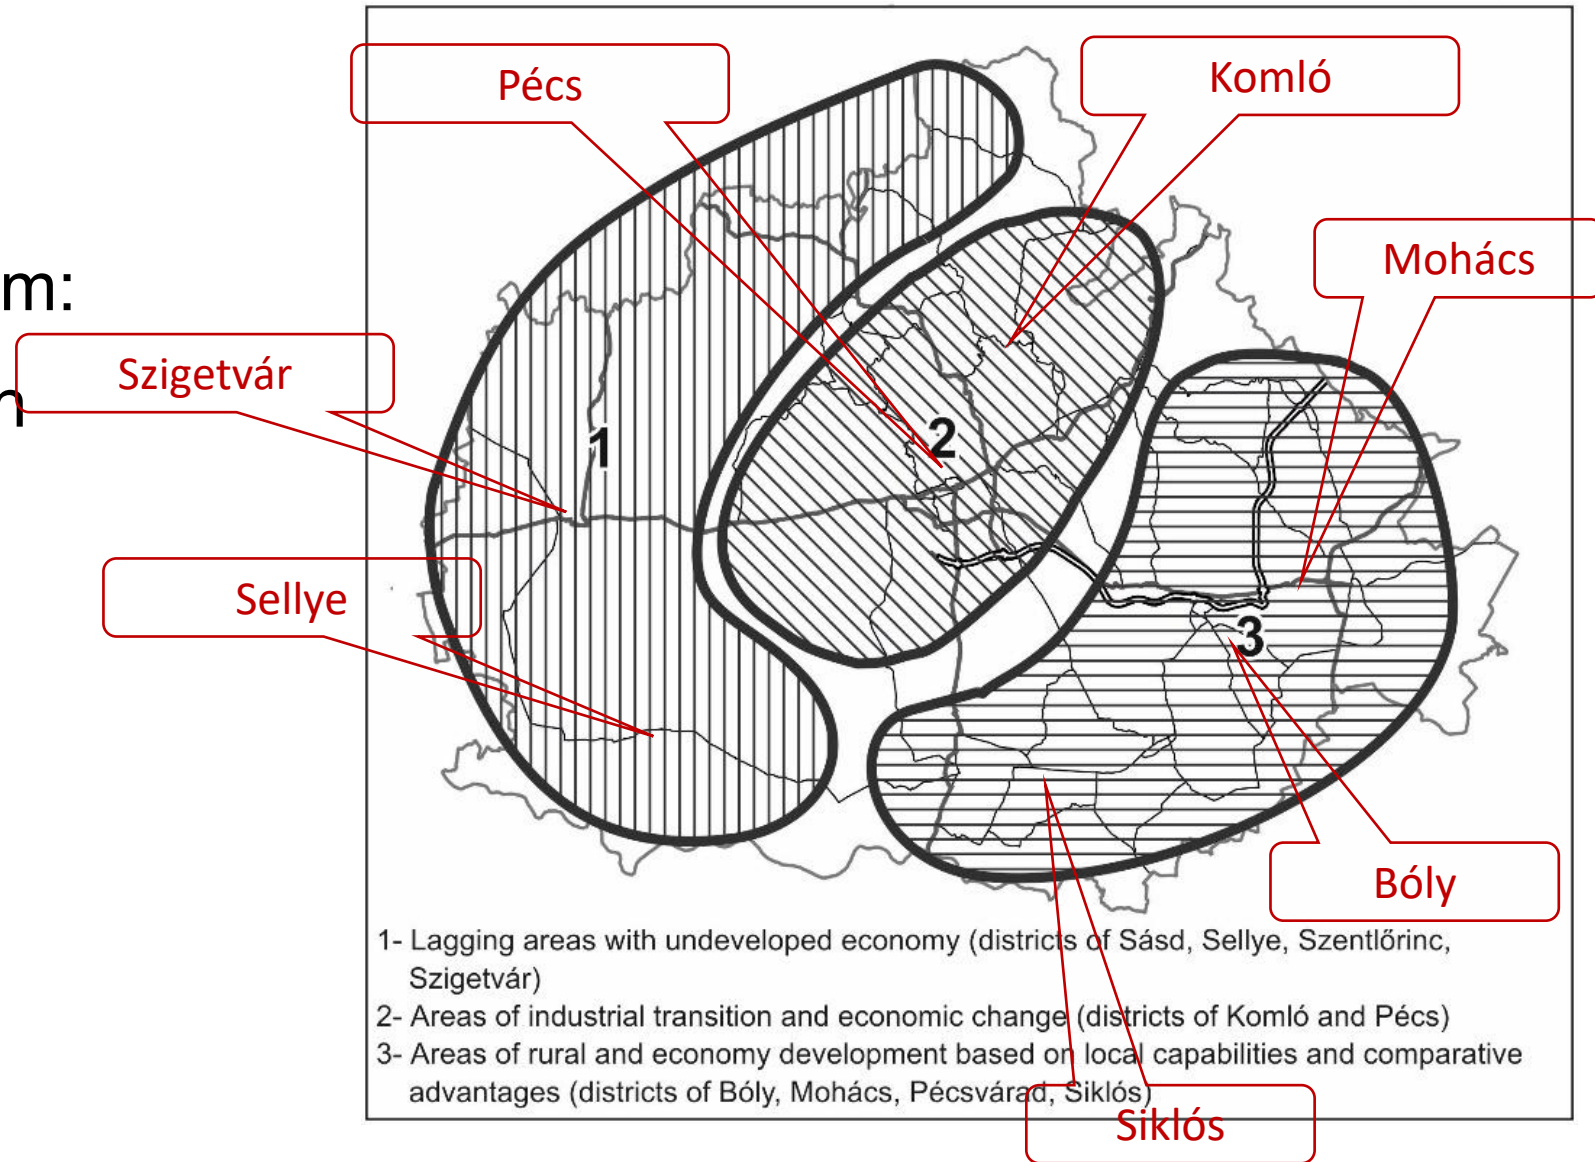 Pécs
Komló
Mohács
m:
Szigetvár
n
1
2
Sellye
3
Bóly
1- Lagging areas with undeveloped economy (districts of Sásd, Sellye, Szentlőrinc,
Szigetvár)
2- Areas of industrial transition and economic change (districts of Komló and Pécs)
3- Areas of rural and economy development based on local capabilities and comparative
advantages (districts of Bóly, Mohács, Pécsvárad, Siklós)
Siklós